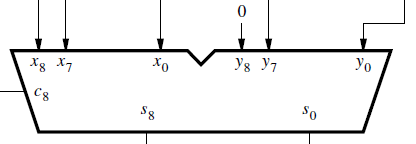 0
x₈ x₇ x₀ y₈ y₇ y₀
c₈
s₈ s₀